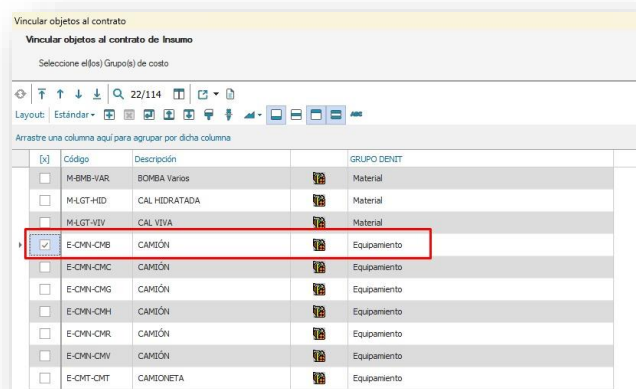 Vincular objetos al contrato
Vincular objetos al contrato de Insumo
Seleccione el(los) Grupo(s) de costo
22/114
Layout: Estándar
Arrastre una columna aquí para agrupar por dicha columna
[x] Código Descripción GRUPO DENIT
M-BMB-VAR BOMBA Varios Material
M-LGT-HID CAL HIDRATADA Material
M-LGT-VIV CAL VIVA Material
E-CMN-CMB CAMIÓN Equipamiento
E-CMN-CMC CAMIÓN Equipamiento
E-CMN-CMG CAMIÓN Equipamiento
E-CMN-CMH CAMIÓN Equipamiento
E-CMN-CMR CAMIÓN Equipamiento
E-CMN-CMV CAMIÓN Equipamiento
E-CMT-CMT CAMIONETA Equipamiento